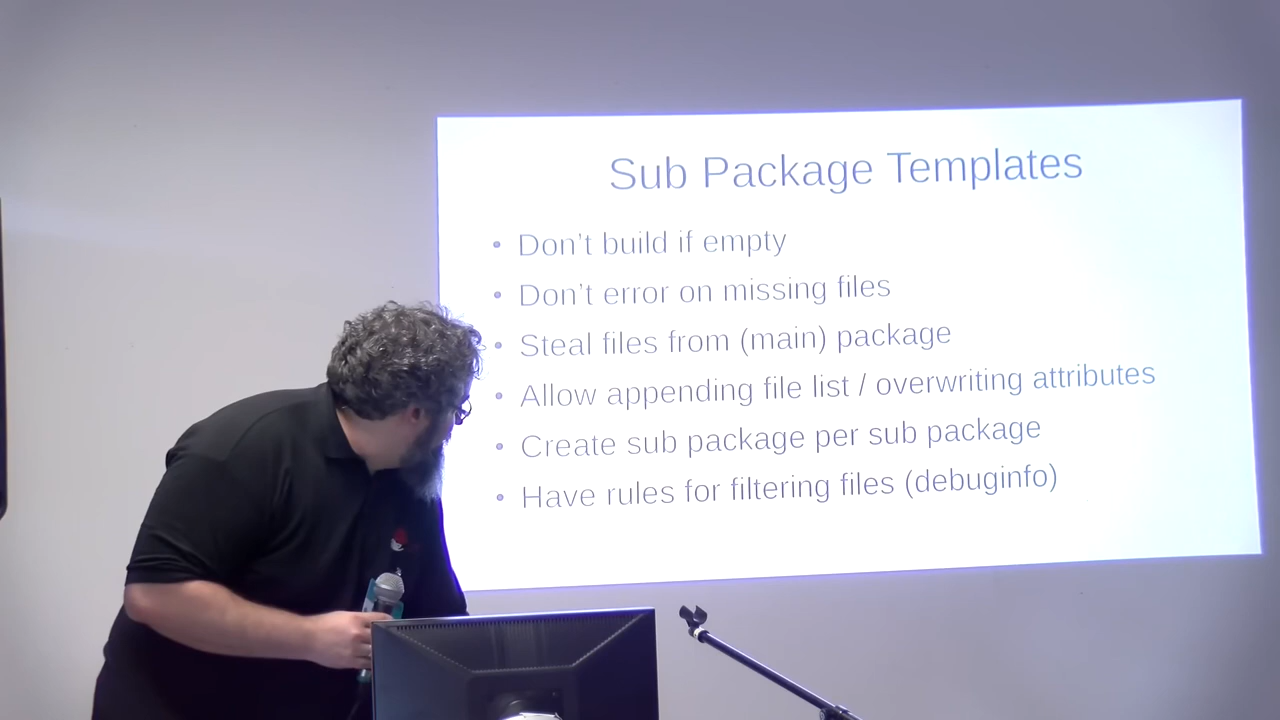 Sub Package Templates
• Don't build if empty
• Don't error on missing files
• Steal files from (main) package
• Allow appending file list / overwriting attributes
• Create sub package per sub package
• Have rules for filtering files (debuginfo)